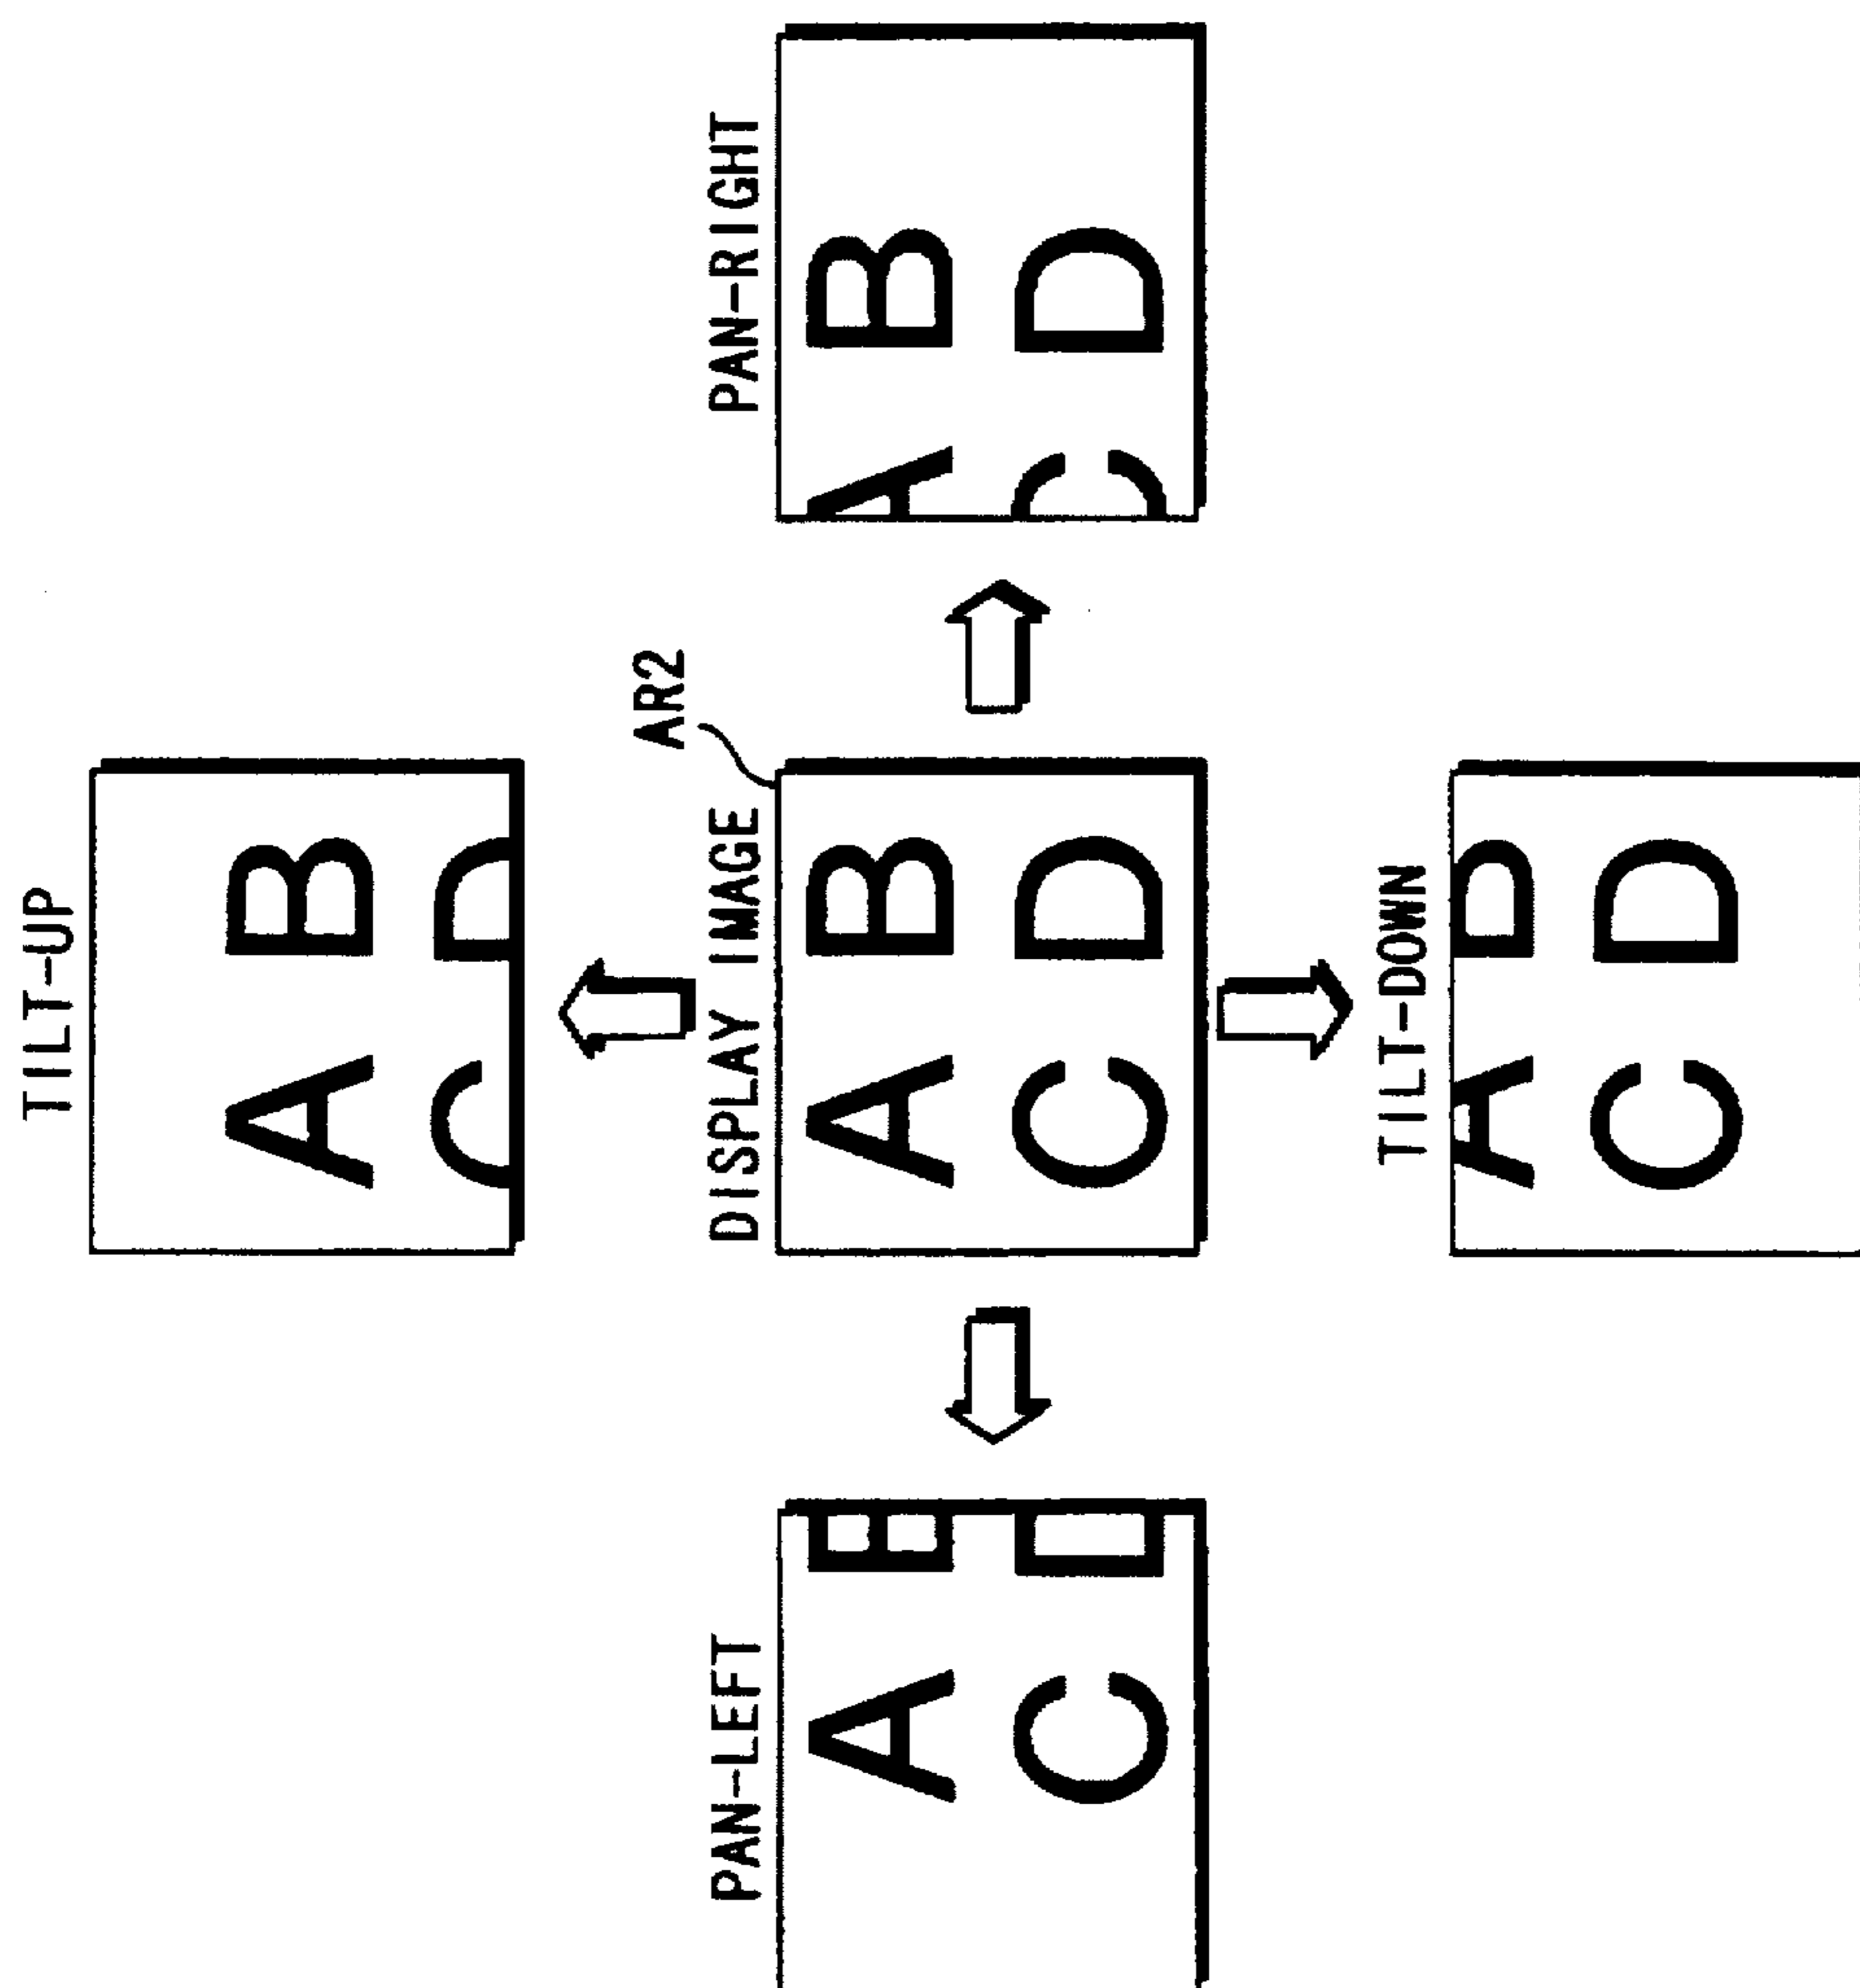 TILT-UP
A B
C D
AR2
PAN-LEFT
A B
C D
DISPLAY IMAGE
A B
C D
PAN-RIGHT
A B
C D
TILT-DOWN
A B
C D